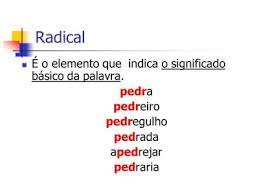 Radical
É o elemento que indica o significado
básico da palavra.
pedra
pedreiro
pedregulho
pedrada
apedrejar
pedraria